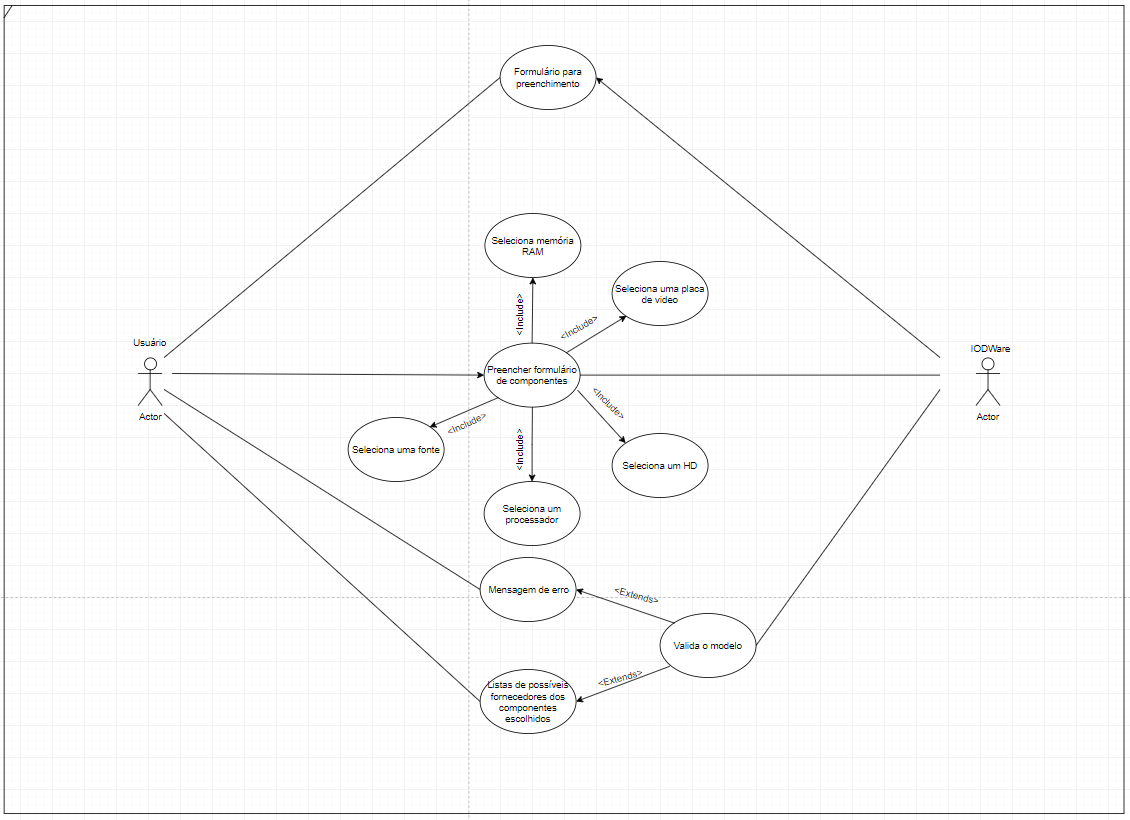 Formulário para
preenchimento
Seleciona memória
RAM
Seleciona uma placa
de video
<Include>
<Include>
Usuário
Actor
Preencher formulário
de componentes
IODWare
Actor
<Include>
<Include>
Seleciona uma fonte
<Include>
Seleciona um HD
Seleciona um
processador
Mensagem de erro
<Extends>
Valida o modelo
<Extends>
Listas de possíveis
fornecedores dos
componentes
escolhidos